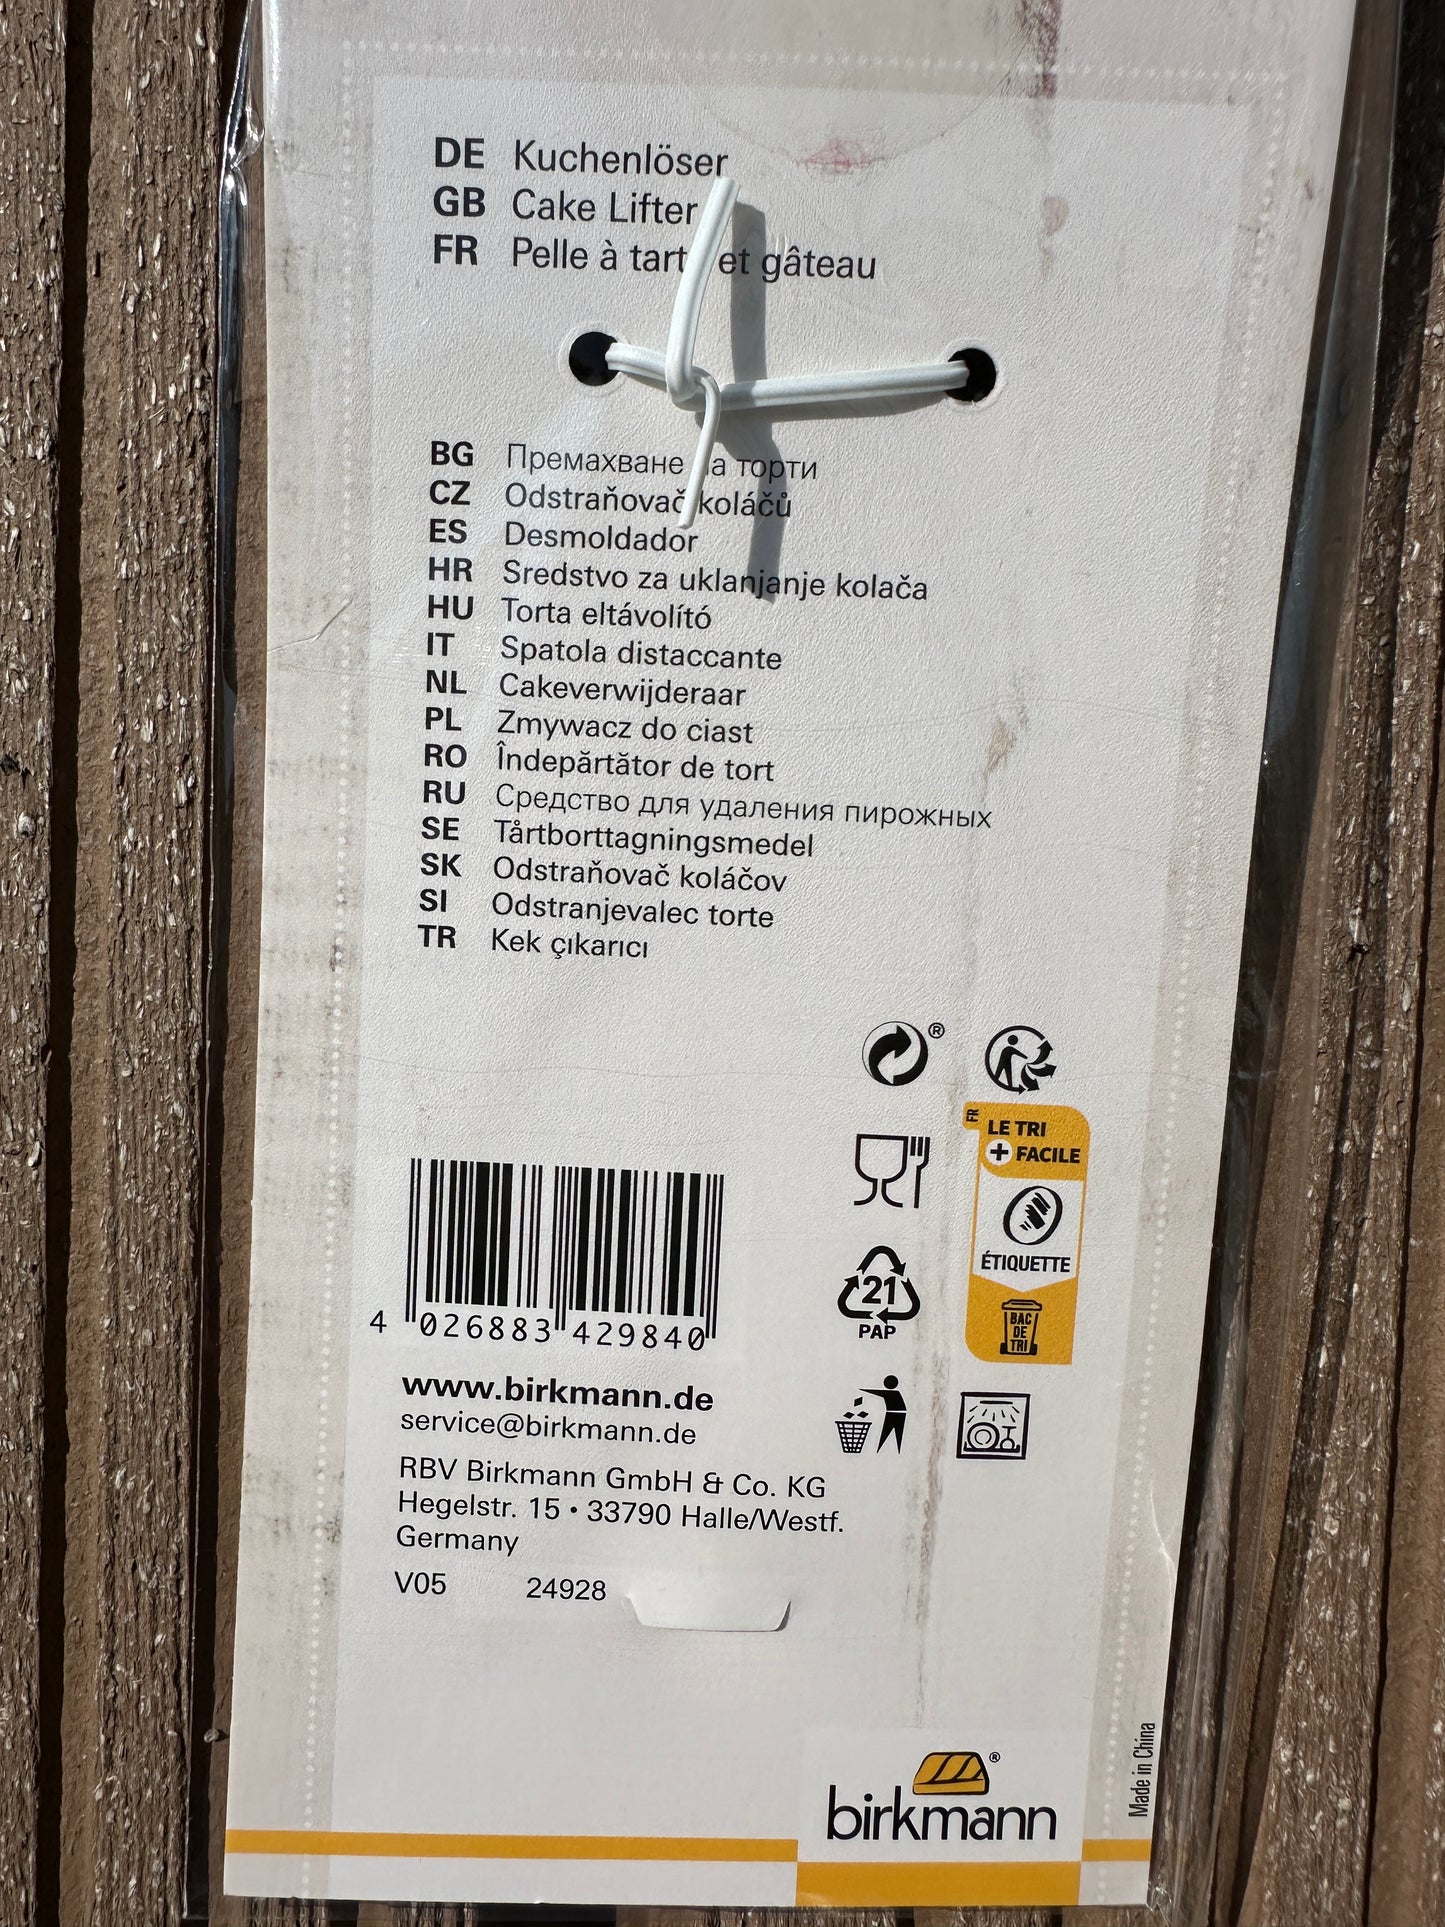 DE Kuchenlöser
GB Cake Lifter
FR Pelle à tarte et gâteau
BG Премахване на торти
CZ Odstraňovač koláčů
ES Desmoldador
HR Sredstvo za uklanjanje kolača
HU Torta eltávolító
IT Spatola distaccante
NL Cakeverwijderaar
PL Zmywacz do ciast
RO Îndepărtător de tort
RU Средство для удаления пирожных
SE Tårtborttagningsmedel
SK Odstraňovač koláčov
SI Odstranjevalec torte
TR Kek çıkarıcı
®
FR
LE TRI
+ FACILE
ÉTIQUETTE
BAC
DE
TRI
21
PAP
4 026883 429840
www.birkmann.de
service@birkmann.de
RBV Birkmann GmbH & Co. KG
Hegelstr. 15 • 33790 Halle/Westf.
Germany
V05 24928
birkmann®
Made in China